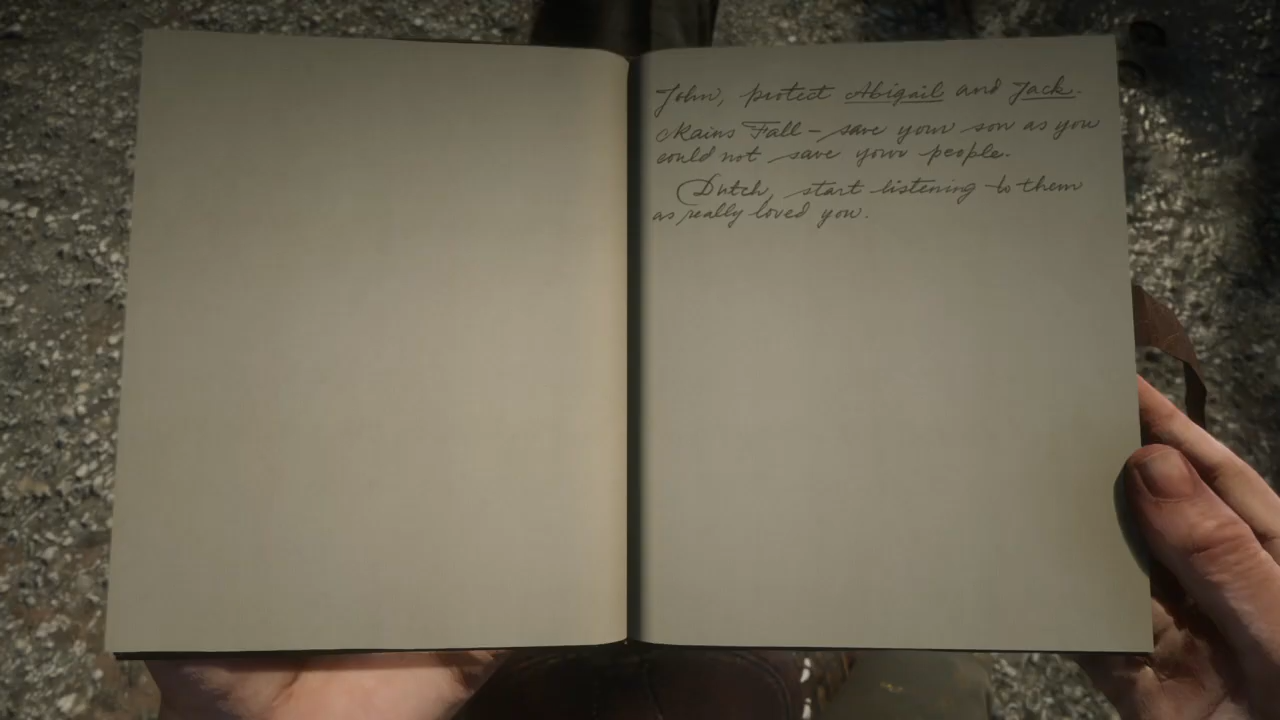 John, protect Abigail and Jack.
Rains Fall – save your son as you
could not save your people.
Dutch, start listening to them
as really loved you.